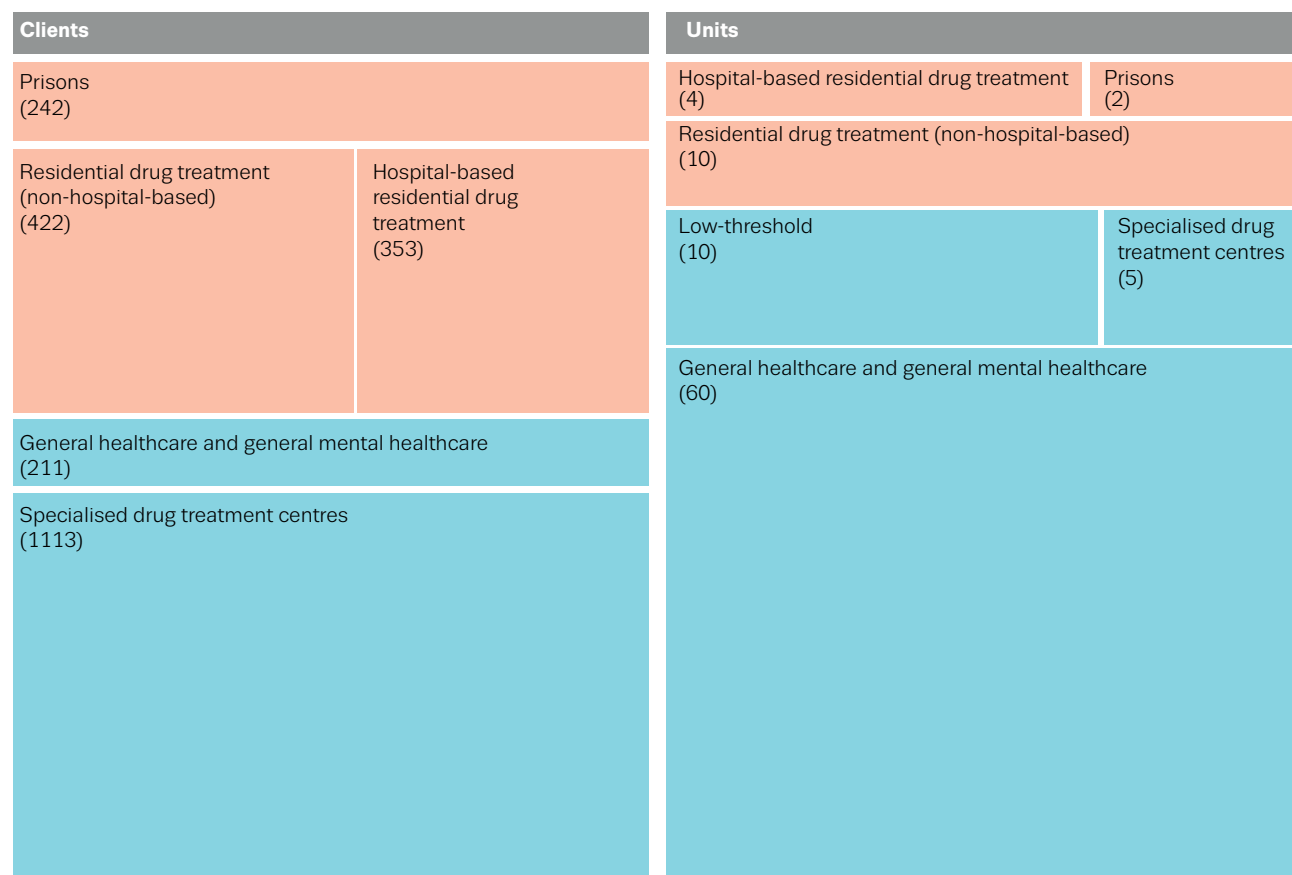 Clients
Prisons
(242)
Residential drug treatment
(non-hospital-based)
(422)
Hospital-based
residential drug
treatment
(353)
General healthcare and general mental healthcare
(211)
Specialised drug treatment centres
(1113)
Units
Hospital-based residential drug treatment
(4)
Prisons
(2)
Residential drug treatment (non-hospital-based)
(10)
Low-threshold
(10)
Specialised drug
treatment centres
(5)
General healthcare and general mental healthcare
(60)